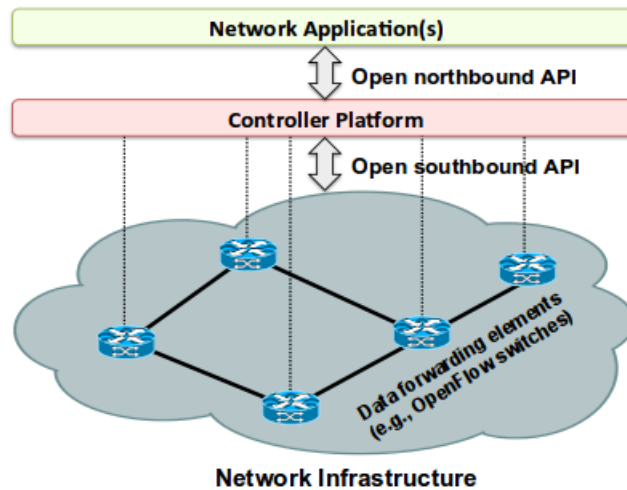 Network Application(s)
Open northbound API
Controller Platform
Open southbound API
Data forwarding elements
(e.g., OpenFlow switches)
Network Infrastructure